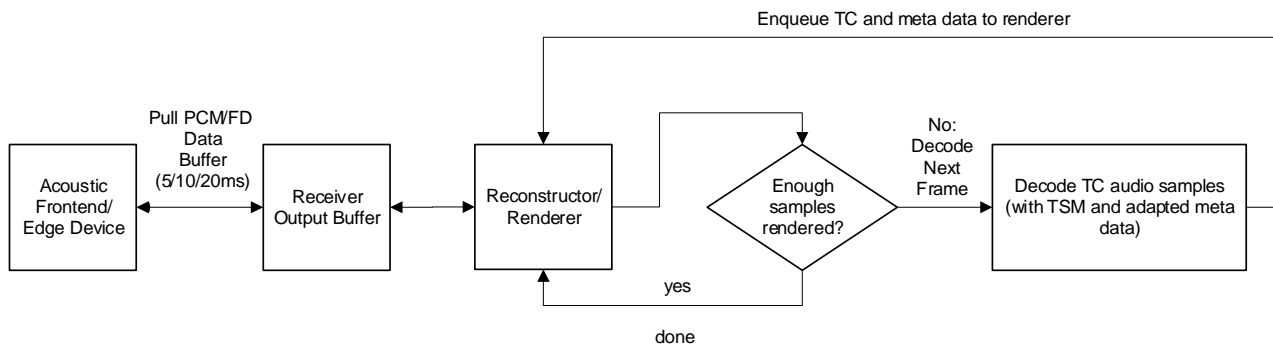 Enqueue TC and meta data to renderer
Pull PCM/FD
Data
Buffer
(5/10/20ms)
Acoustic
Frontend/
Edge Device
Receiver
Output Buffer
Reconstructor/
Renderer
Enough
samples
rendered?
No:
Decode
Next
Frame
Decode TC audio samples
(with TSM and adapted meta
data)
yes
done